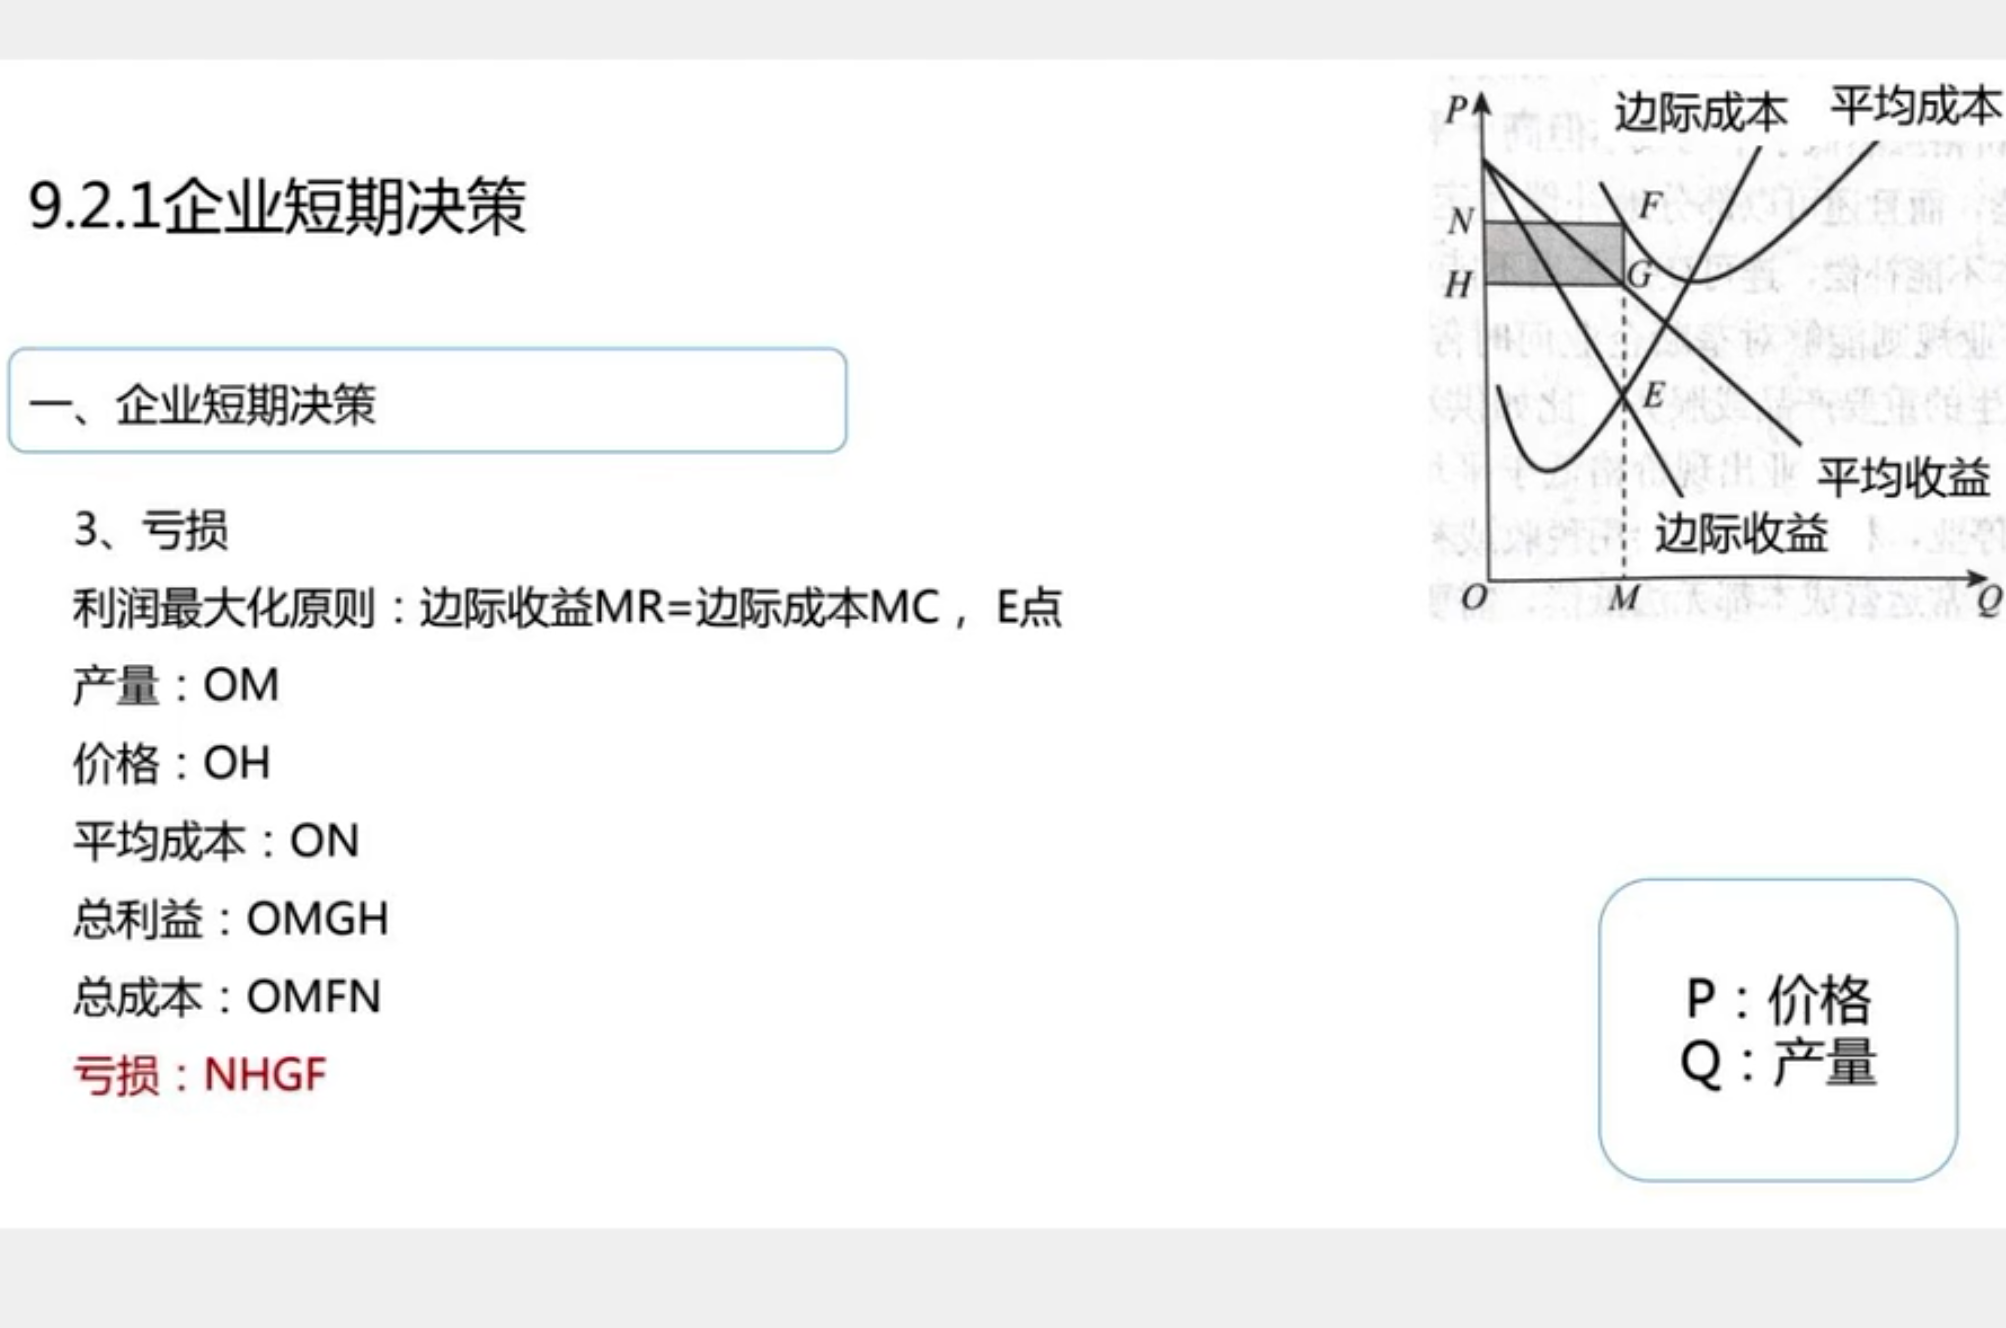 9.2.1企业短期决策
一、企业短期决策
3、亏损
利润最大化原则：边际收益MR=边际成本MC，E点
产量：OM
价格：OH
平均成本：ON
总利益：OMGH
总成本：OMFN
亏损：NHGF
P
边际成本
平均成本
N
F
H
G
E
平均收益
边际收益
O
M
Q
P：价格
Q：产量